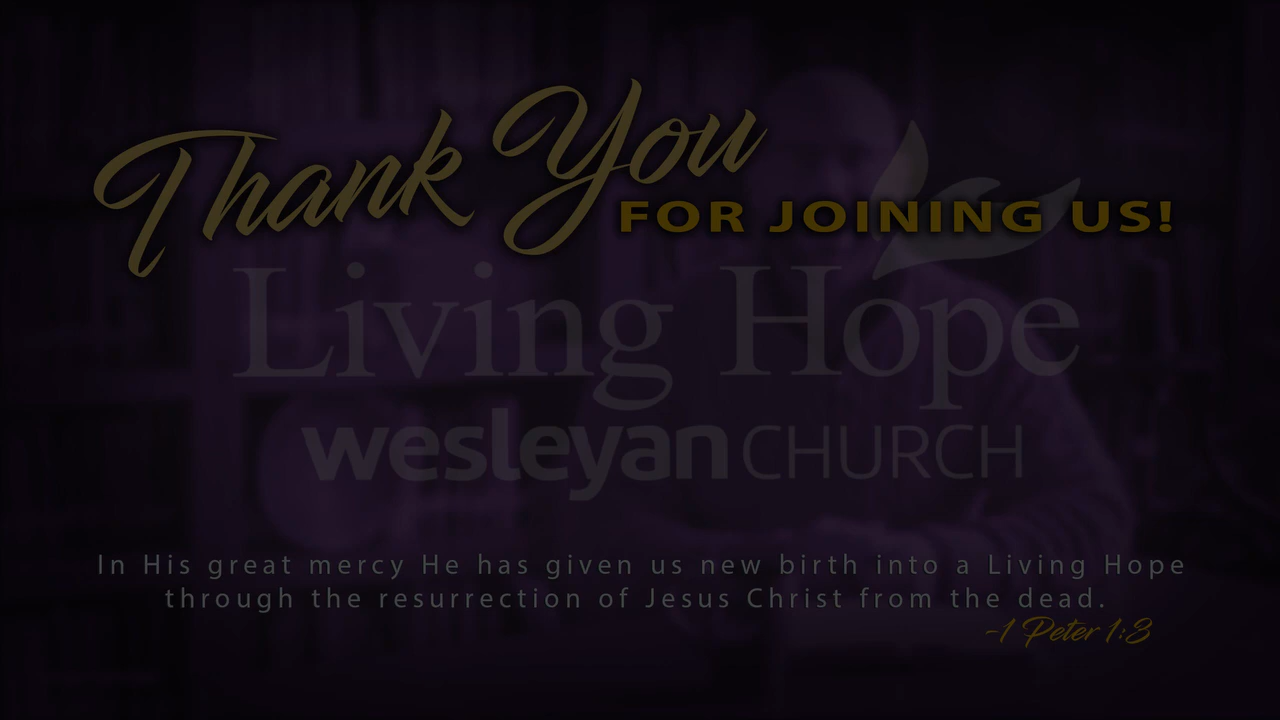 Thank You
FOR JOINING US!
Living Hope
wesleyan CHURCH
In His great mercy He has given us new birth into a Living Hope
through the resurrection of Jesus Christ from the dead.
-1 Peter 1:3